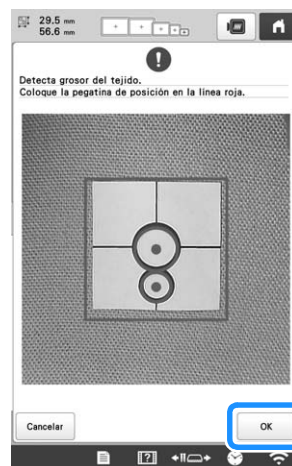 29.5 mm
56.6 mm
Detecta grosor del tejido.
Coloque la pegatina de posición en la línea roja.
Cancelar
OK